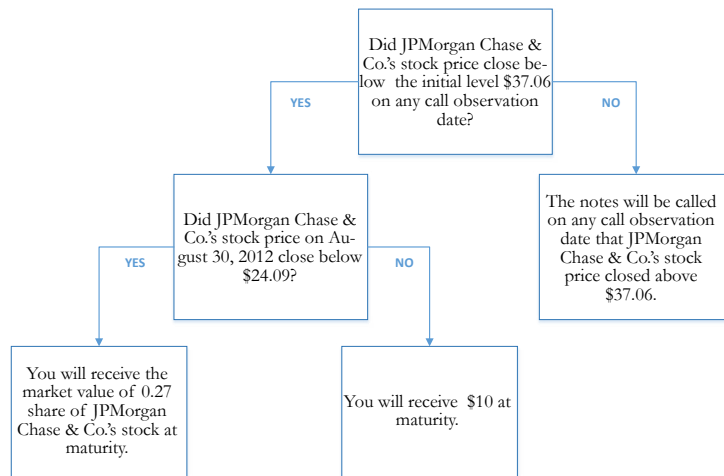 Did JPMorgan Chase &
Co.'s stock price close be-
low the initial level $37.06
on any call observation
date?
YES
NO
Did JPMorgan Chase &
Co.'s stock price on Au-
gust 30, 2012 close below
$24.09?
The notes will be called
on any call observation
date that JPMorgan
Chase & Co.'s stock
price closed above
$37.06.
YES
NO
You will receive the
market value of 0.27
share of JPMorgan
Chase & Co.'s stock at
maturity.
You will receive $10 at
maturity.